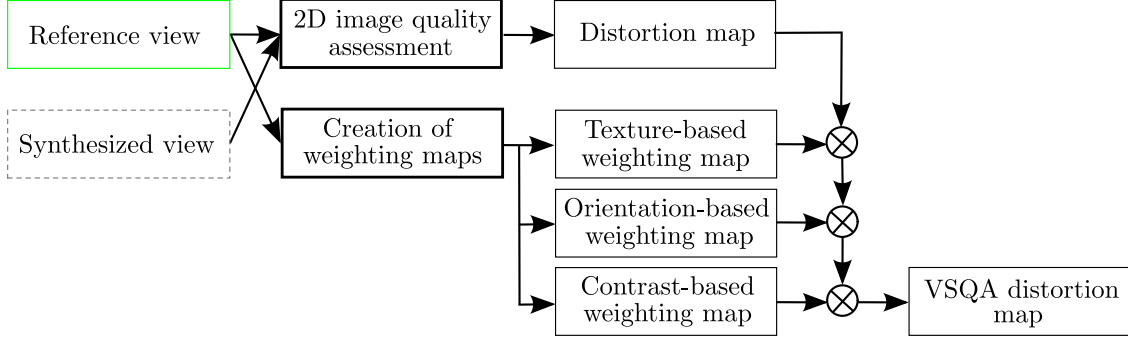 Reference view
2D image quality
assessment
Distortion map
Synthesized view
Creation of
weighting maps
Texture-based
weighting map
Orientation-based
weighting map
Contrast-based
weighting map
VSQA distortion
map